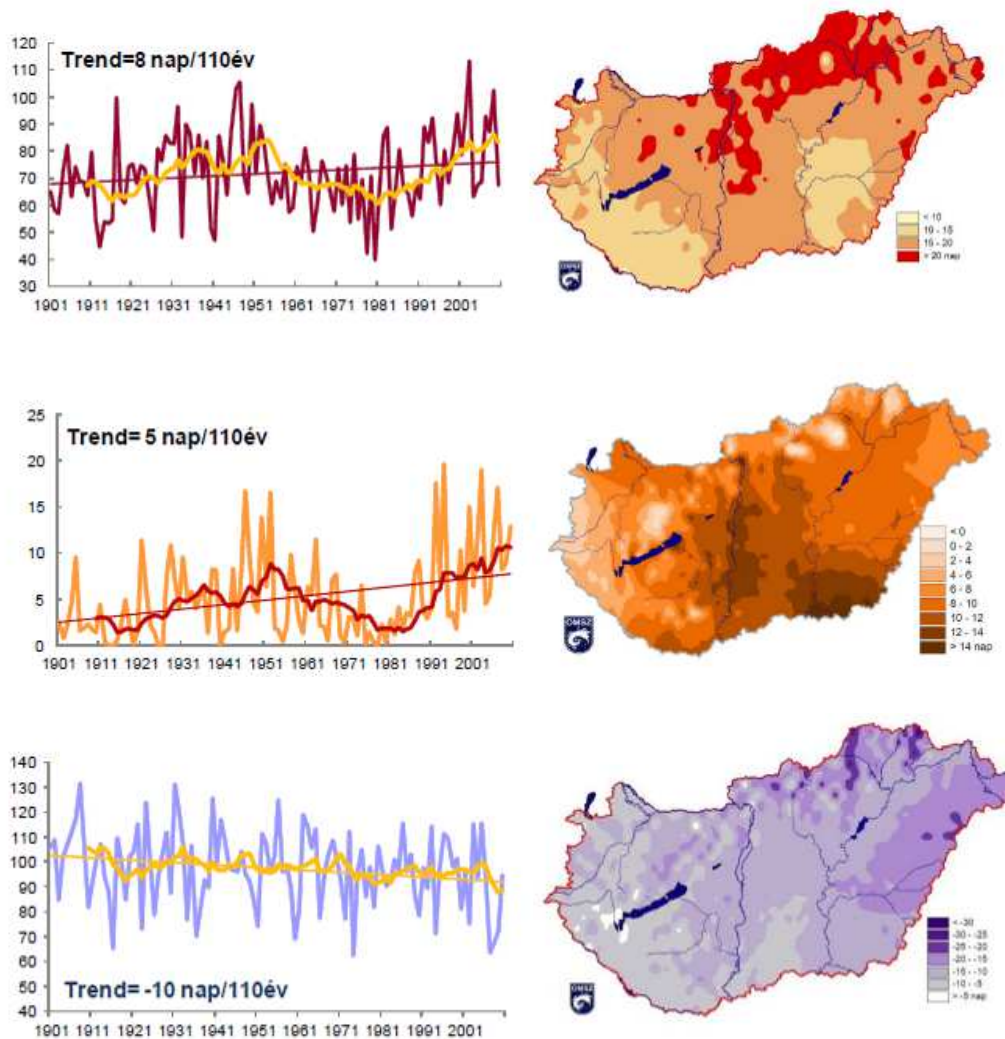 Trend=8 nap/110év
120
110
100
90
80
70
60
50
40
30
1901 1911 1921 1931 1941 1951 1961 1971 1981 1991 2001
< 10
10 - 15
15 - 20
> 20 nap
OMSZ
Trend= 5 nap/110év
25
20
15
10
5
0
1901 1911 1921 1931 1941 1951 1961 1971 1981 1991 2001
< 0
0 - 2
2 - 4
4 - 6
6 - 8
8 - 10
10 - 12
12 - 14
> 14 nap
OMSZ
140
130
120
110
100
90
80
70
60
50
40
Trend= -10 nap/110év
1901 1911 1921 1931 1941 1951 1961 1971 1981 1991 2001
< -30
-30 - -25
-25 - -20
-20 - -15
-15 - -10
-10 - -5
> -5 nap
OMSZ